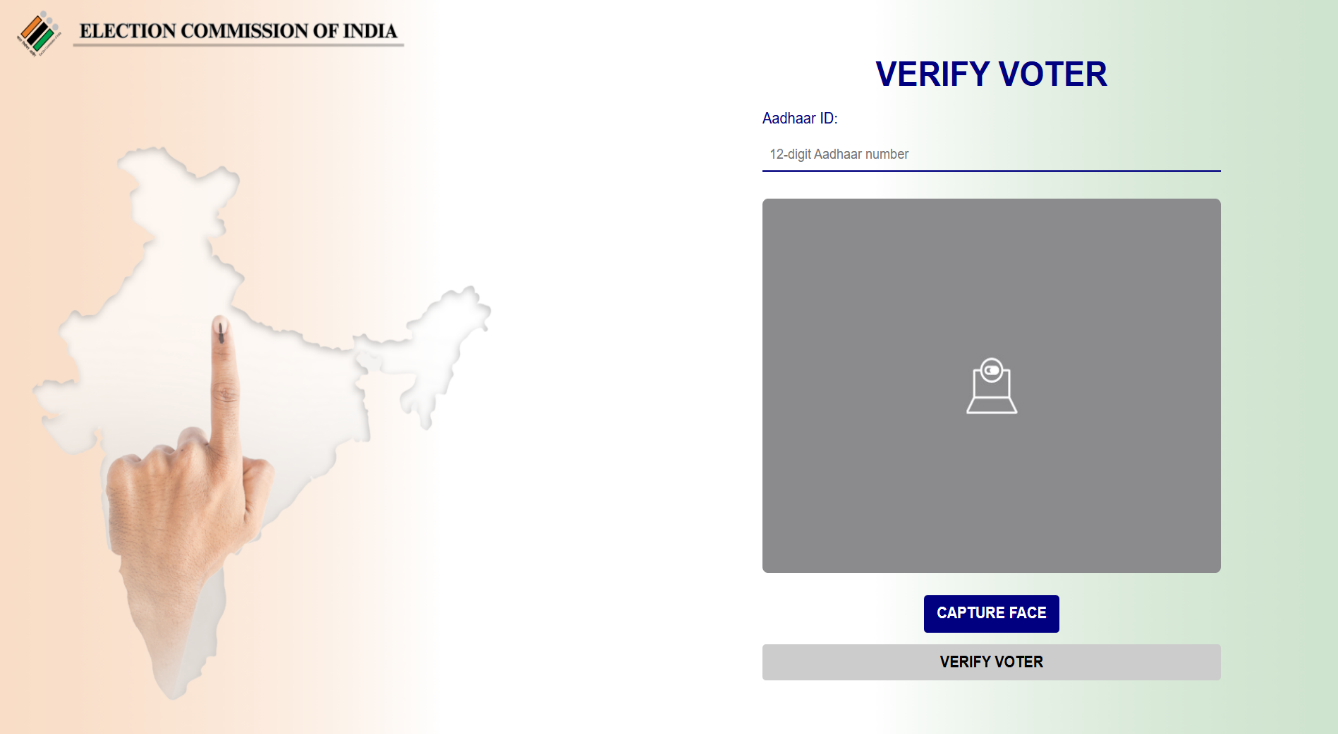 ELECTION COMMISSION OF INDIA
VERIFY VOTER
Aadhaar ID:
12-digit Aadhaar number
CAPTURE FACE
VERIFY VOTER